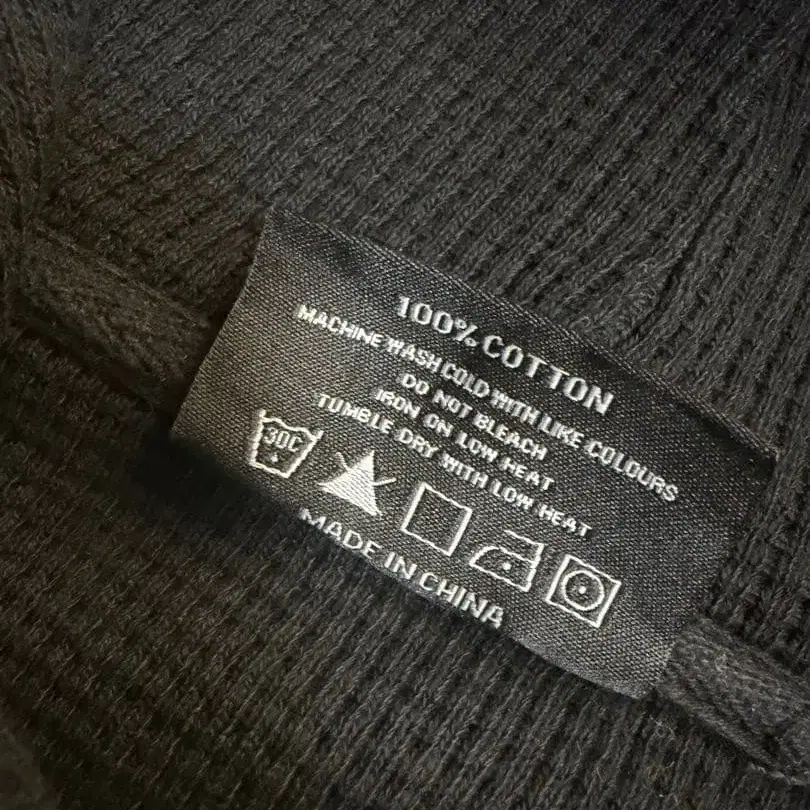 100% COTTON
MACHINE WASH COLD WITH LIKE COLOURS
DO NOT BLEACH
IRON ON LOW HEAT
TUMBLE DRY WITH LOW HEAT
30C
MADE IN CHINA